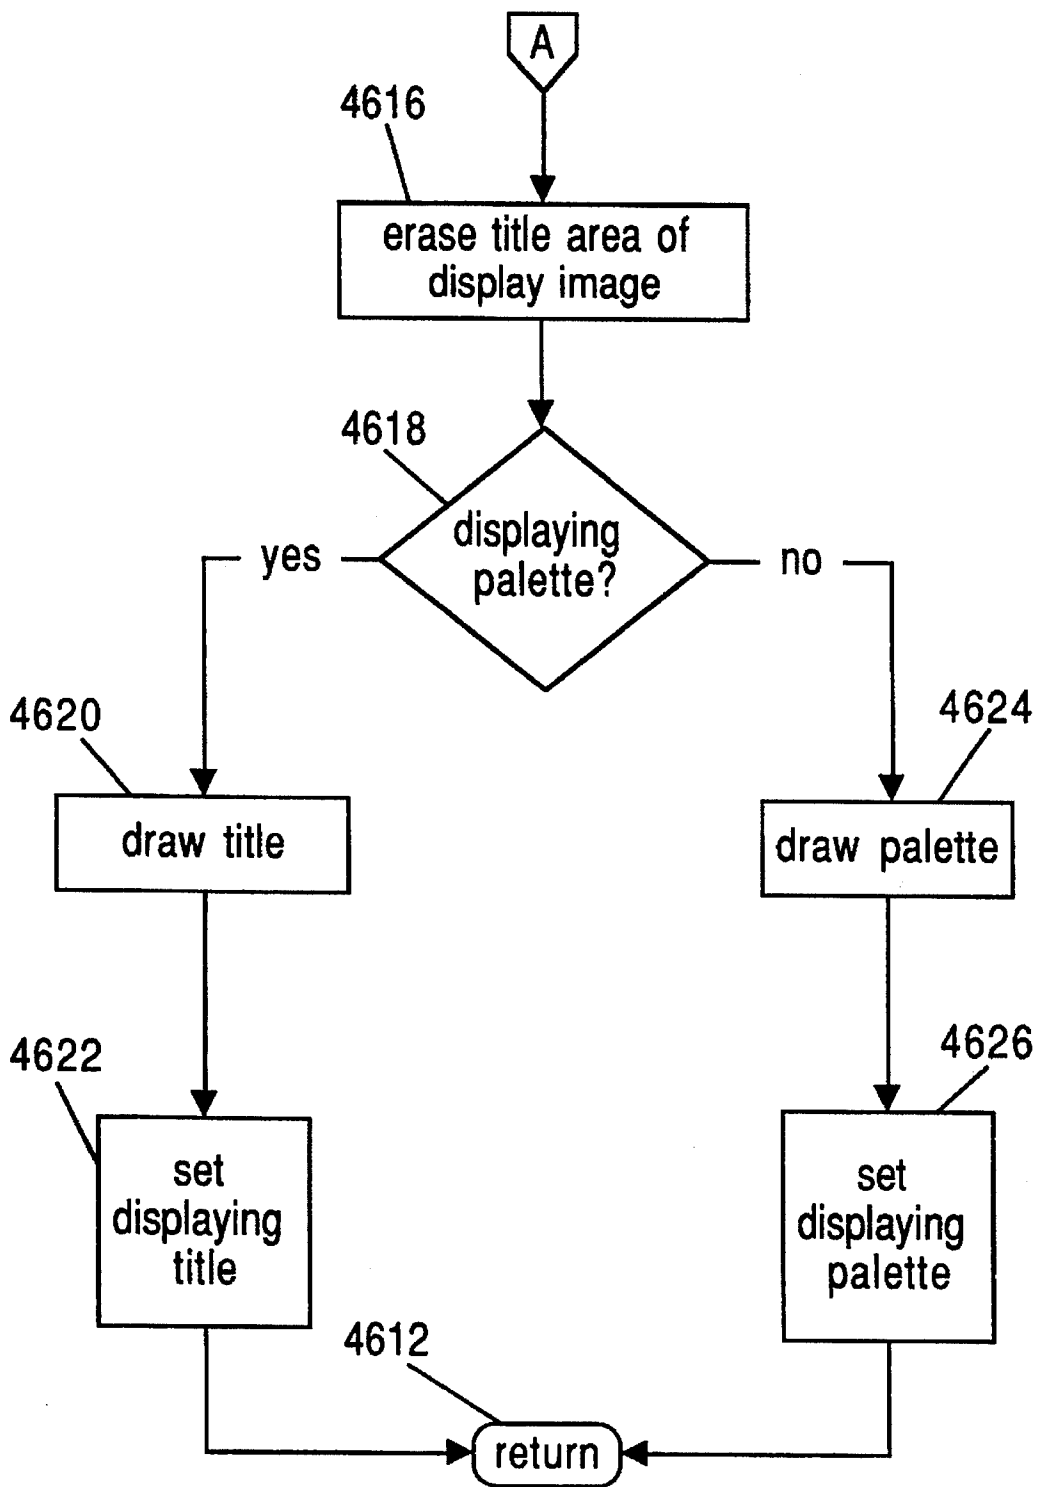 A
4616
erase title area of
display image
4618
displaying
palette?
yes
no
4620
draw title
4624
draw palette
4622
set
displaying
title
4626
set
displaying
palette
4612
return